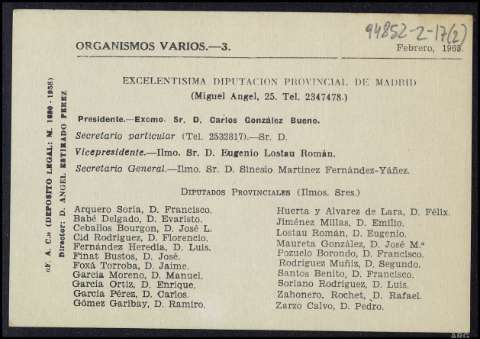 94852-2-17(2)
ORGANISMOS VARIOS.—3.
Febrero, 1968.
EXCELENTISIMA DIPUTACION PROVINCIAL DE MADRID
(Miguel Angel, 25. Tel. 2347478.)
Presidente.—Excmo. Sr. D. Carlos González Bueno.
Secretario particular (Tel. 2532817).—Sr. D.
Vicepresidente.—Ilmo. Sr. D. Eugenio Lostau Román.
Secretario General.—Ilmo. Sr. D. Sinesio Martínez Fernández-Yáñez.
DIPUTADOS PROVINCIALES (Ilmos. Sres.)
Arquero Soria, D. Francisco.
Babé Delgado, D. Evaristo.
Ceballos Bourgon, D. José L.
Cid Rodríguez, D. Florencio.
Fernández Heredia, D. Luis.
Finat Bustos, D. José.
Foxá Torroba, D. Jaime.
García Moreno, D. Manuel.
García Ortiz, D. Enrique.
García Pérez, D. Carlos.
Gómez Garibay, D. Ramiro.
Huerta y Alvarez de Lara, D. Félix.
Jiménez Millas, D. Emilio.
Lostau Román, D. Eugenio.
Maureta González, D. José M.ª
Pozuelo Borondo, D. Francisco.
Rodríguez Muñiz, D. Segundo.
Santos Benito, D. Francisco.
Soriano Rodríguez, D. Luis.
Zahonero, Rochet, D. Rafael.
Zarzo Calvo, D. Pedro.
«F. A. C.» (DEPOSITO LEGAL: M. 1680 - 1958)
Director: D. ANGEL ESTIRADO PEREZ
ARG